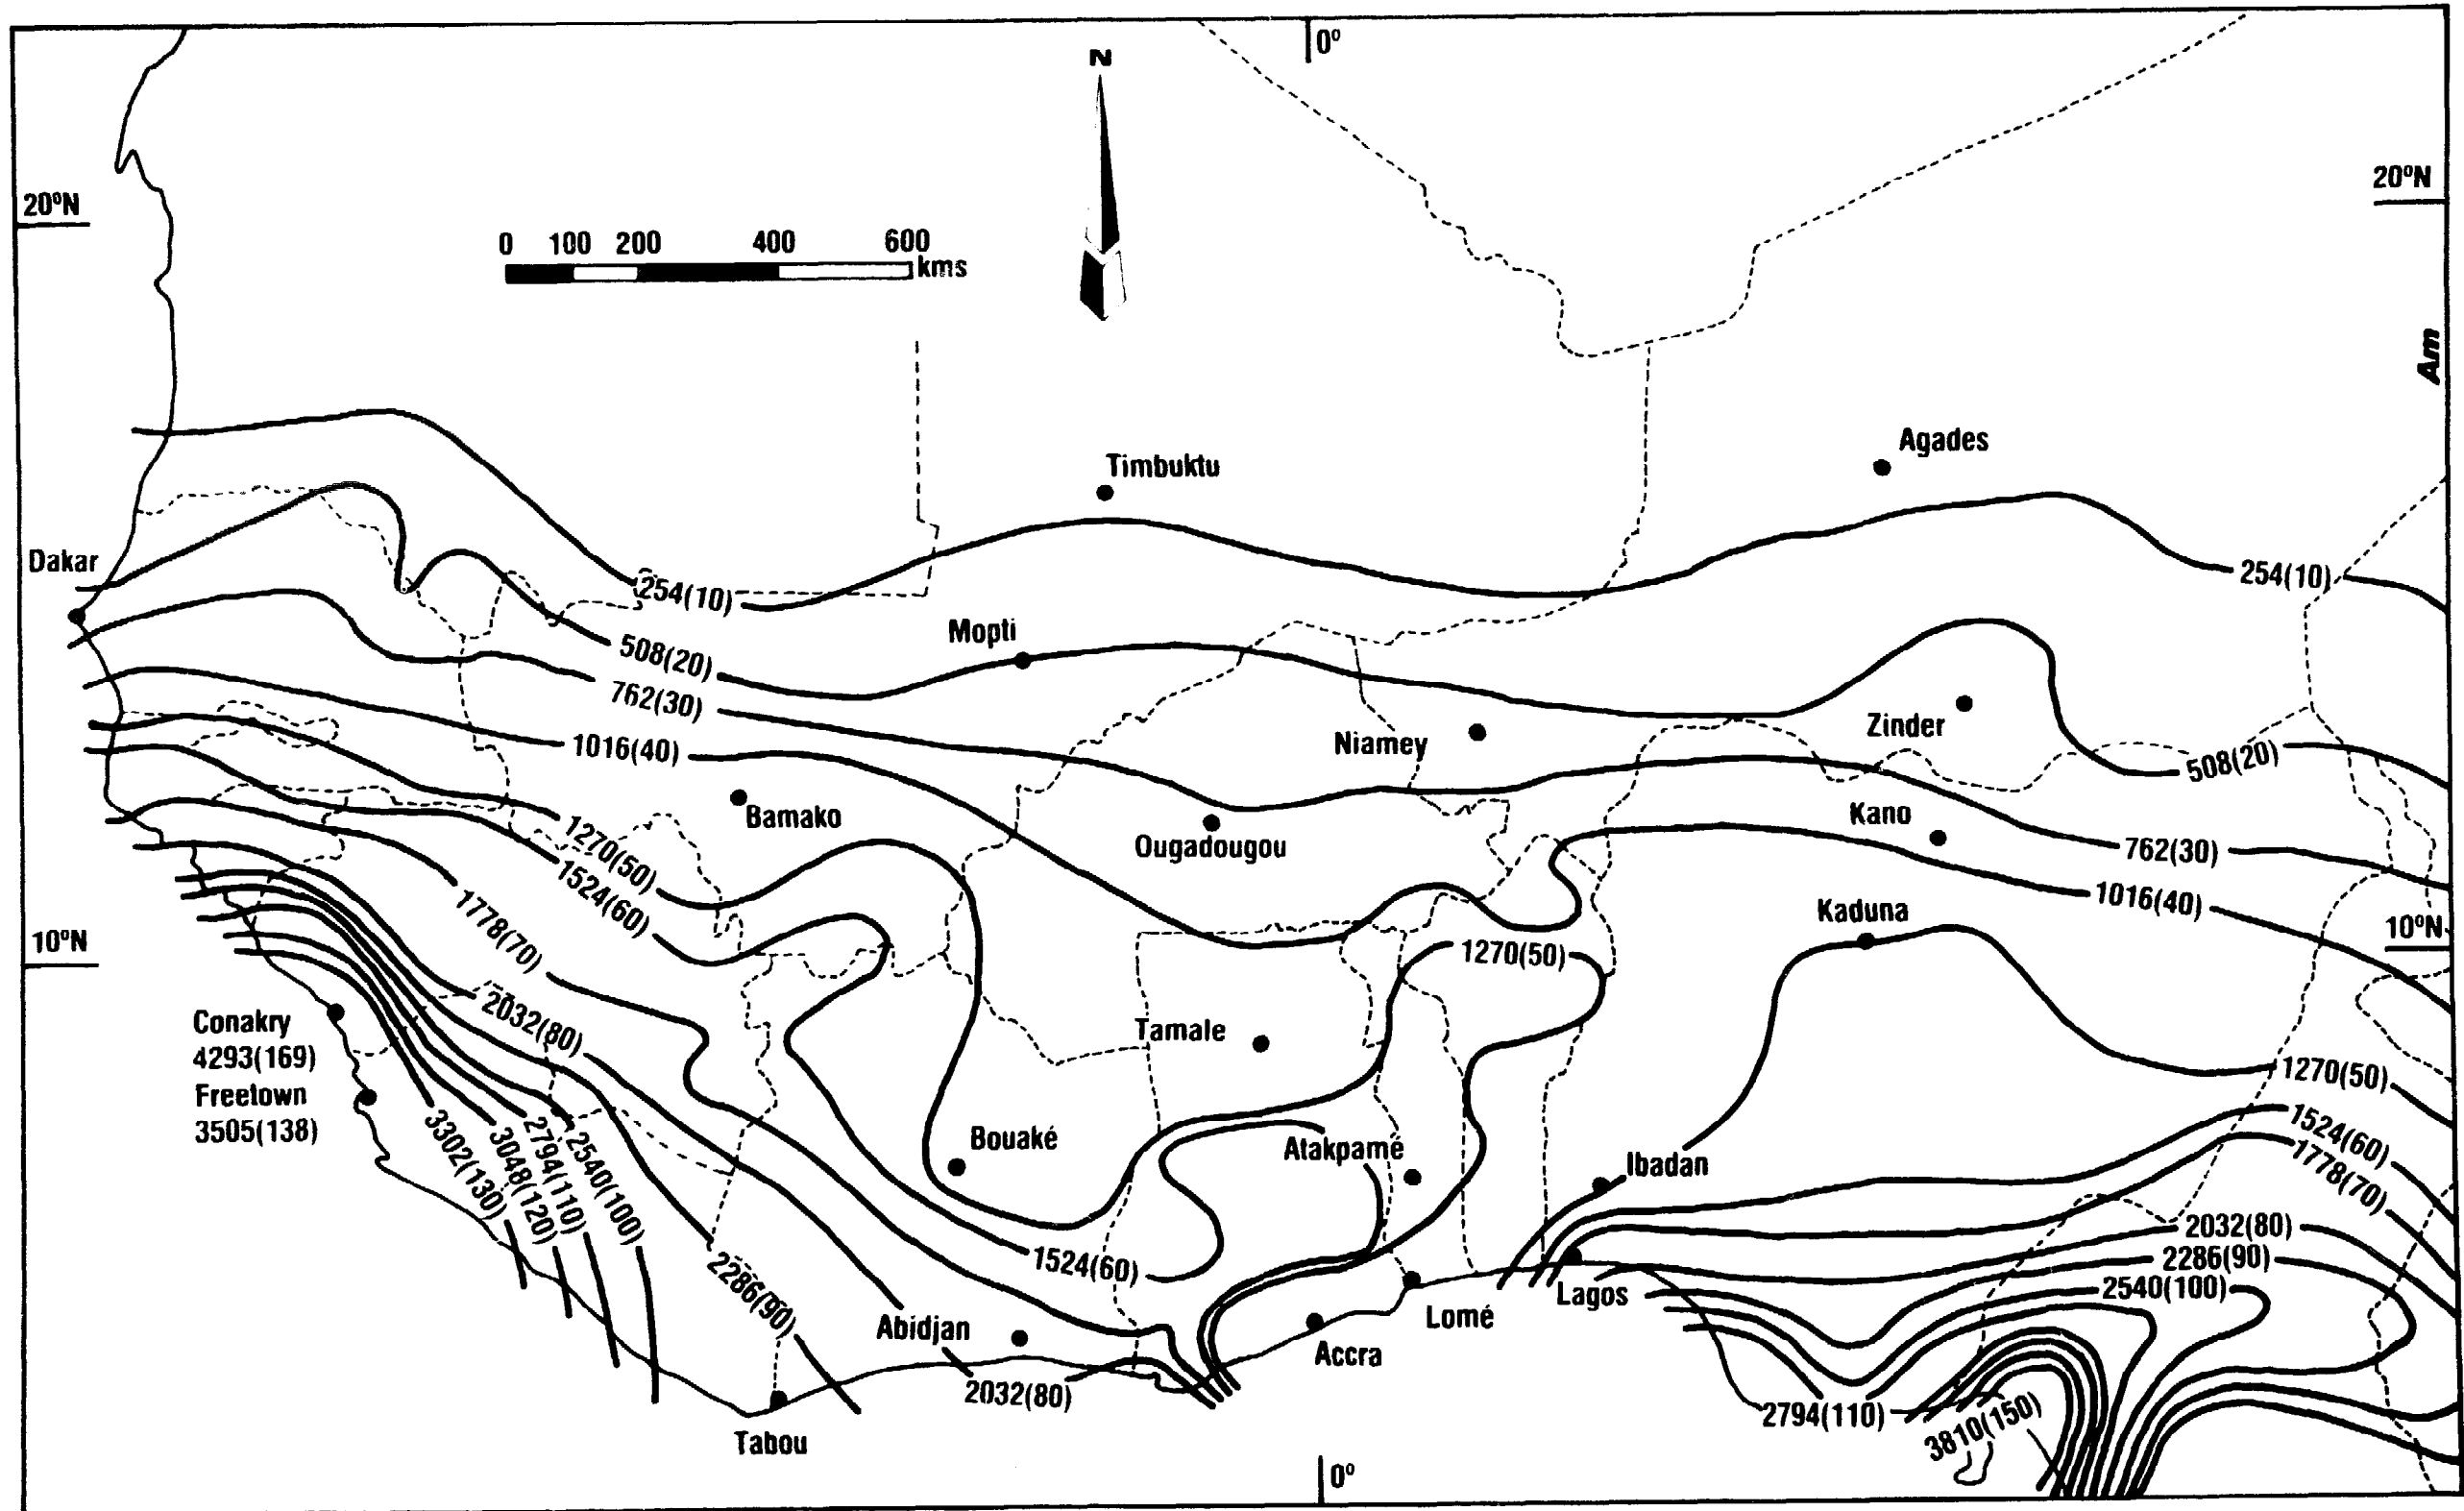 0°
N
20°N
20°N
0 100 200 400 600
kms
Am
Agades
Timbuktu
Dakar
254(10)
254(10)
Mopti
508(20)
762(30)
Zinder
Niamey
1016(40)
508(20)
Bamako
Kano
Ougadougou
1270(50)
762(30)
1524(60)
1016(40)
1778(70)
Kaduna
10°N
10°N
1270(50)
2032(80)
Conakry
4293(169)
Tamale
Freetown
3505(138)
1270(50)
3302(130)
3048(120)
2794(110)
2540(100)
Bouaké
Atakpamé
Ibadan
1524(60)
1778(70)
2032(80)
1524(60)
2286(90)
2286(90)
2540(100)
Lagos
Lomé
Abidjan
Accra
2032(80)
2794(110)
3810(150)
Tabou
0°